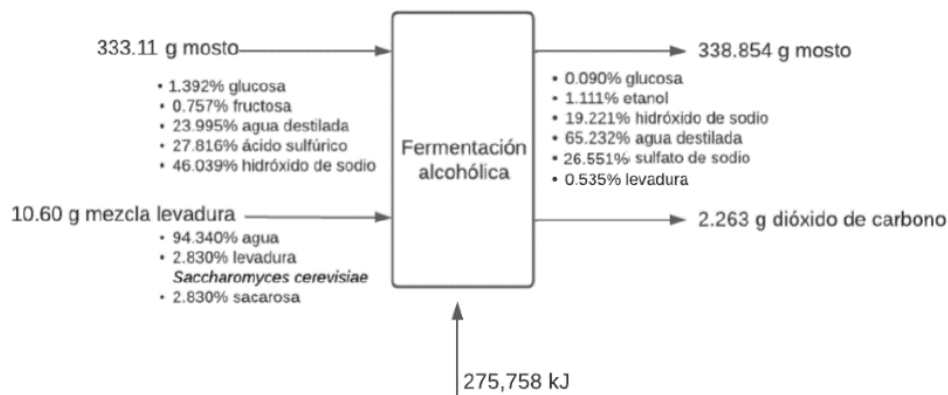 333.11 g mosto
• 1.392% glucosa
• 0.757% fructosa
• 23.995% agua destilada
• 27.816% ácido sulfúrico
• 46.039% hidróxido de sodio
10.60 g mezcla levadura
• 94.340% agua
• 2.830% levadura
Saccharomyces cerevisiae
• 2.830% sacarosa
Fermentación
alcohólica
338.854 g mosto
• 0.090% glucosa
• 1.111% etanol
• 19.221% hidróxido de sodio
• 65.232% agua destilada
• 26.551% sulfato de sodio
• 0.535% levadura
2.263 g dióxido de carbono
275,758 kJ